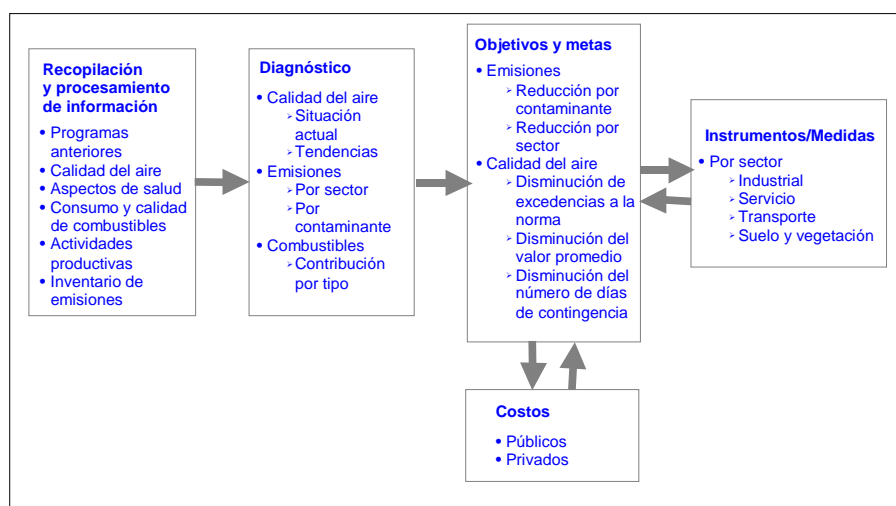 Recopilación
y procesamiento
de información
• Programas
anteriores
• Calidad del aire
• Aspectos de salud
• Consumo y calidad
de combustibles
• Actividades
productivas
• Inventario de
emisiones
Diagnóstico
• Calidad del aire
➢ Situación
actual
➢ Tendencias
• Emisiones
➢ Por sector
➢ Por
contaminante
• Combustibles
➢ Contribución
por tipo
Objetivos y metas
• Emisiones
➢ Reducción por
contaminante
➢ Reducción por
sector
• Calidad del aire
➢ Disminución de
excedencias a la
norma
➢ Disminución del
valor promedio
➢ Disminución del
número de días
de contingencia
Instrumentos/Medidas
• Por sector
➢ Industrial
➢ Servicio
➢ Transporte
➢ Suelo y vegetación
Costos
• Públicos
• Privados